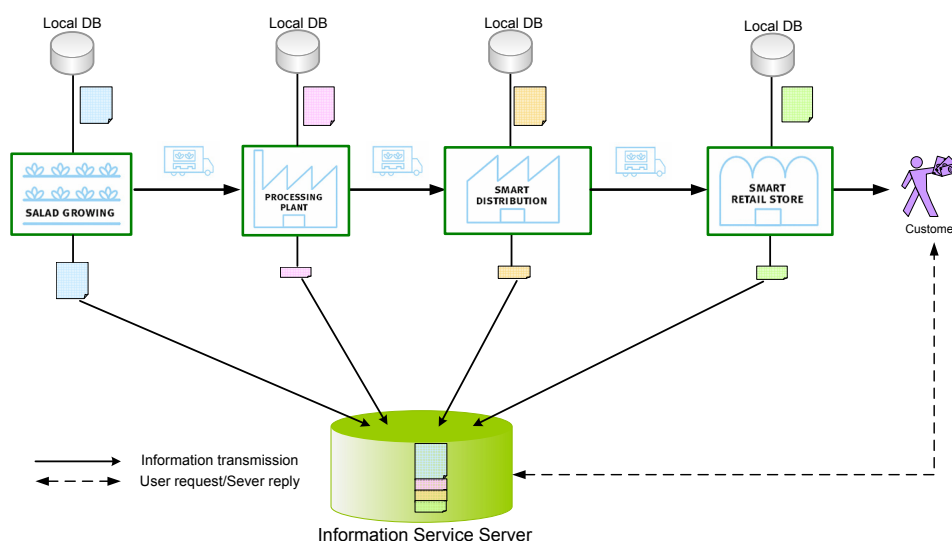 Local DB
Local DB
Local DB
Local DB
SALAD GROWING
PROCESSING
PLANT
SMART
DISTRIBUTION
SMART
RETAIL STORE
Custome
Information transmission
User request/Sever reply
Information Service Server